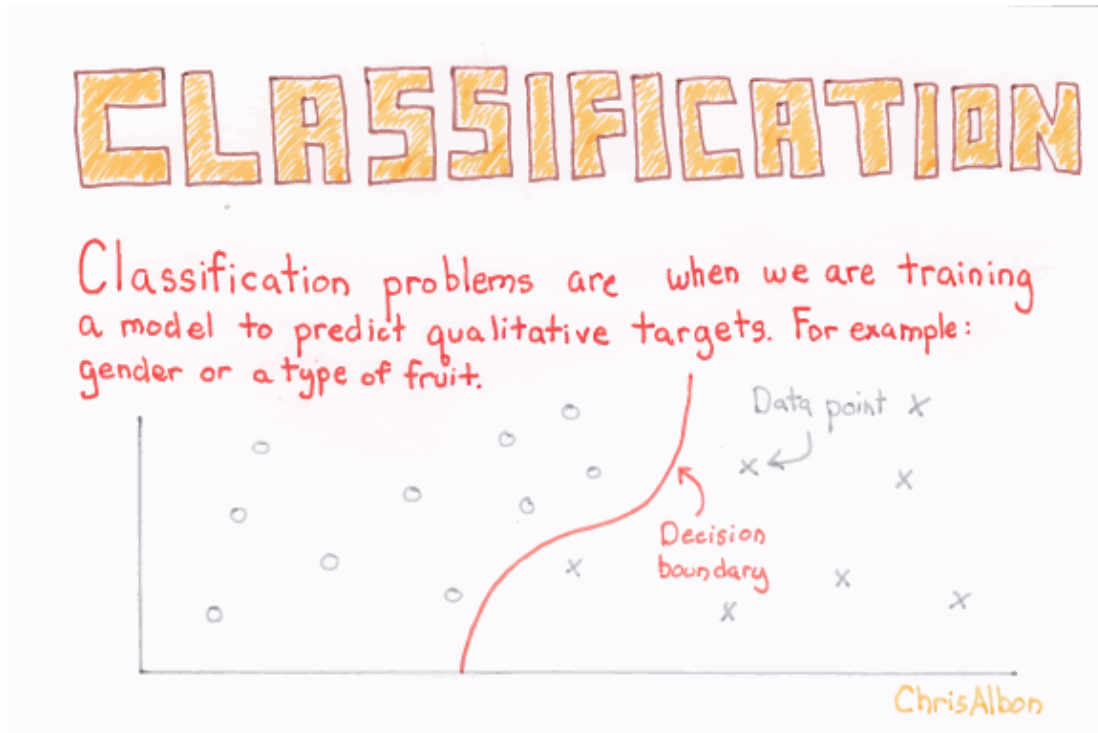 CLASSIFICATION
Classification problems are when we are training
a model to predict qualitative targets. For example:
gender or a type of fruit.
Data point
Decision
boundary
ChrisAlbon